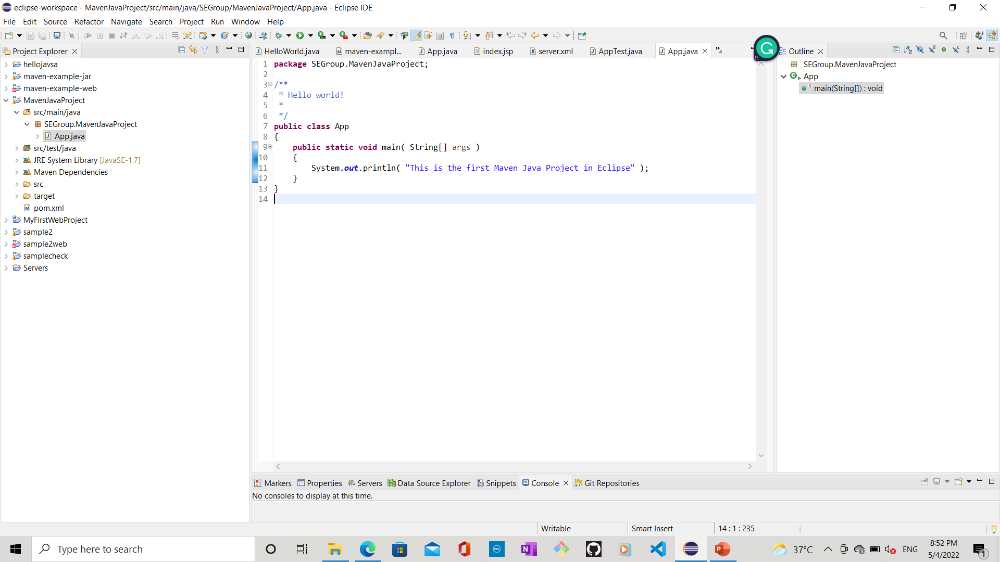 eclipse-workspace - MavenJavaProject/src/main/java/SEGroup/MavenJavaProject/App.java - Eclipse IDE
File Edit Source Refactor Navigate Search Project Run Window Help
Project Explorer
hellojavsa
maven-example-jar
maven-example-web
MavenJavaProject
src/main/java
SEGroup.MavenJavaProject
App.java
src/test/java
JRE System Library [JavaSE-1.7]
Maven Dependencies
src
target
pom.xml
MyFirstWebProject
sample2
sample2web
samplecheck
Servers
HelloWorld.java maven-exampl... App.java index.jsp server.xml AppTest.java App.java »4
1 package SEGroup.MavenJavaProject;
2
3 /**
4 * Hello world!
5 *
6 */
7 public class App
8 {
9 public static void main( String[] args )
10 {
11 System.out.println( "This is the first Maven Java Project in Eclipse" );
12 }
13 }
14
Outline
SEGroup.MavenJavaProject
App
main(String[]) : void
Markers Properties Servers Data Source Explorer Snippets Console Git Repositories
No consoles to display at this time.
Writable Smart Insert 14 : 1 : 235
Type here to search
37°C ENG
8:52 PM
5/4/2022
1